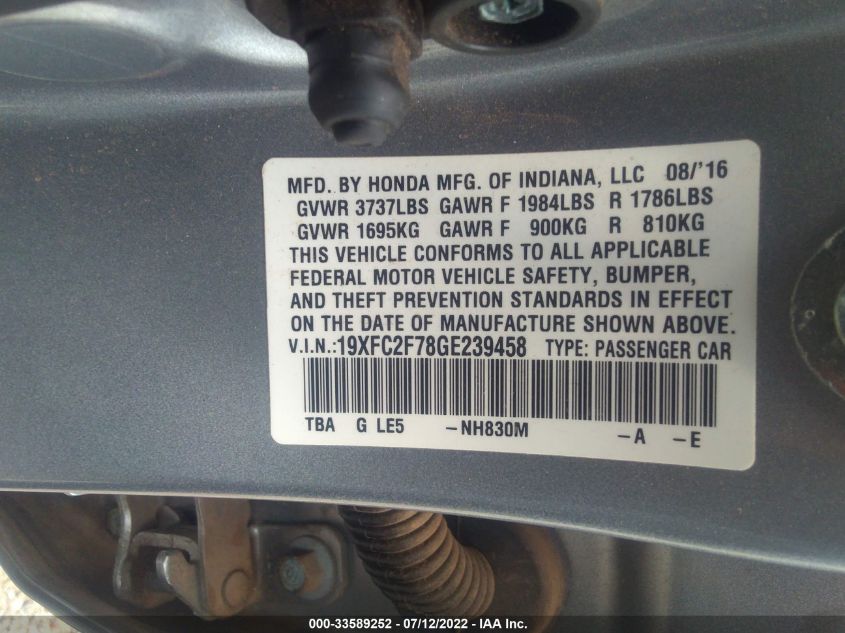 MFD. BY HONDA MFG. OF INDIANA, LLC 08/'16
GVWR 3737LBS GAWR F 1984LBS R 1786LBS
GVWR 1695KG GAWR F 900KG R 810KG
THIS VEHICLE CONFORMS TO ALL APPLICABLE
FEDERAL MOTOR VEHICLE SAFETY, BUMPER,
AND THEFT PREVENTION STANDARDS IN EFFECT
ON THE DATE OF MANUFACTURE SHOWN ABOVE.
V.I.N.:19XFC2F78GE239458 TYPE: PASSENGER CAR
TBA G LE5 -NH830M -A -E
000-33589252 - 07/12/2022 - IAA Inc.